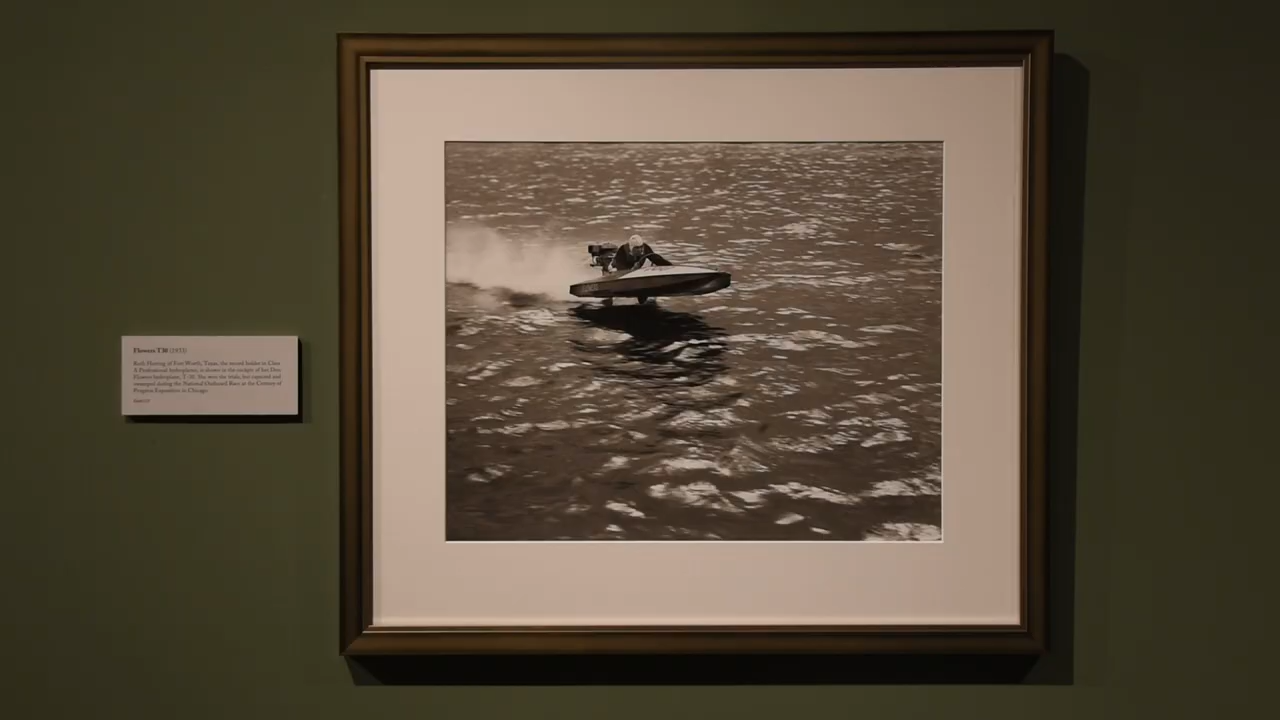 Flowers T30 (1933)
Ruth Herring of Fort Worth, Texas, the record holder in Class
A Professional hydroplanes, is shown in the cockpit of her Dee
Flowers hydroplane, T-30. She won the trials, but capsized and
swamped during the National Outboard Race at the Century of
Progress Exposition in Chicago.